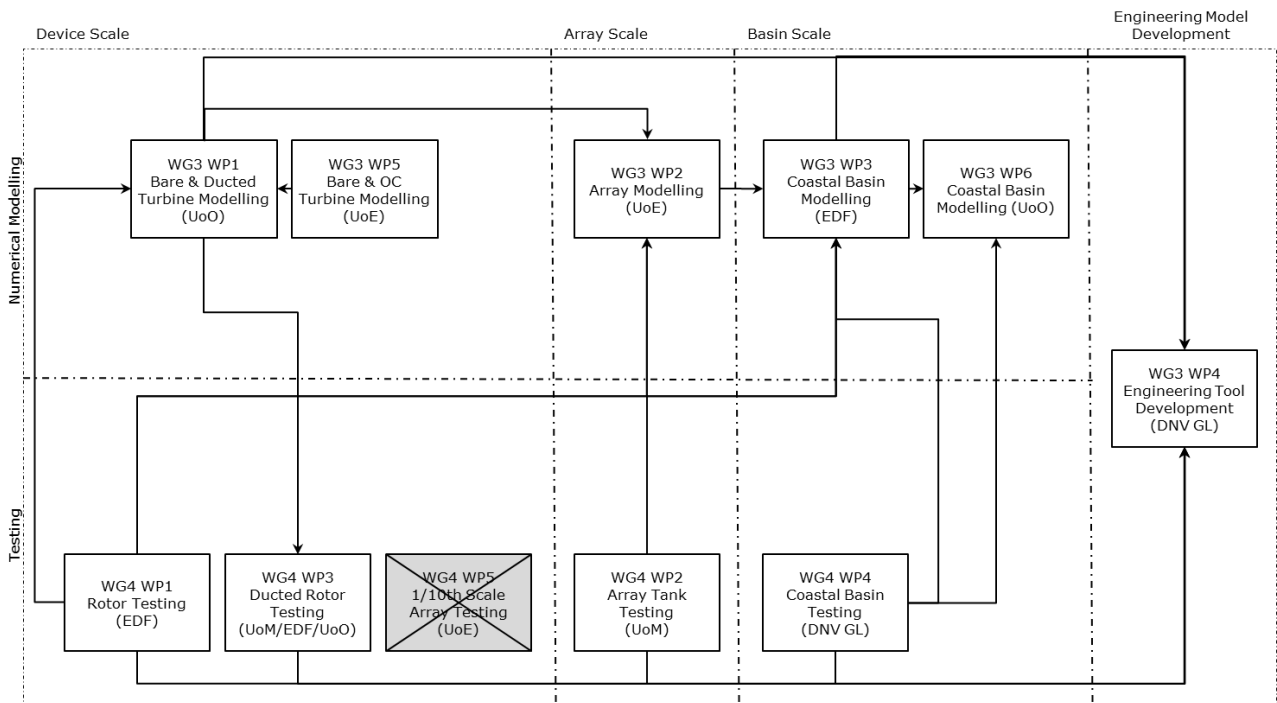 Device Scale
Array Scale
Basin Scale
Engineering Model
Development
Numerical Modelling
WG3 WP1
Bare & Ducted
Turbine Modelling
(UoO)
WG3 WP5
Bare & OC
Turbine Modelling
(UoE)
WG3 WP2
Array Modelling
(UoE)
WG3 WP3
Coastal Basin
Modelling
(EDF)
WG3 WP6
Coastal Basin
Modelling (UoO)
WG3 WP4
Engineering Tool
Development
(DNV GL)
Testing
WG4 WP1
Rotor Testing
(EDF)
WG4 WP3
Ducted Rotor
Testing
(UoM/EDF/UoO)
WG4 WP5
1/10th Scale
Array Testing
(UoE)
WG4 WP2
Array Tank
Testing
(UoM)
WG4 WP4
Coastal Basin
Testing
(DNV GL)